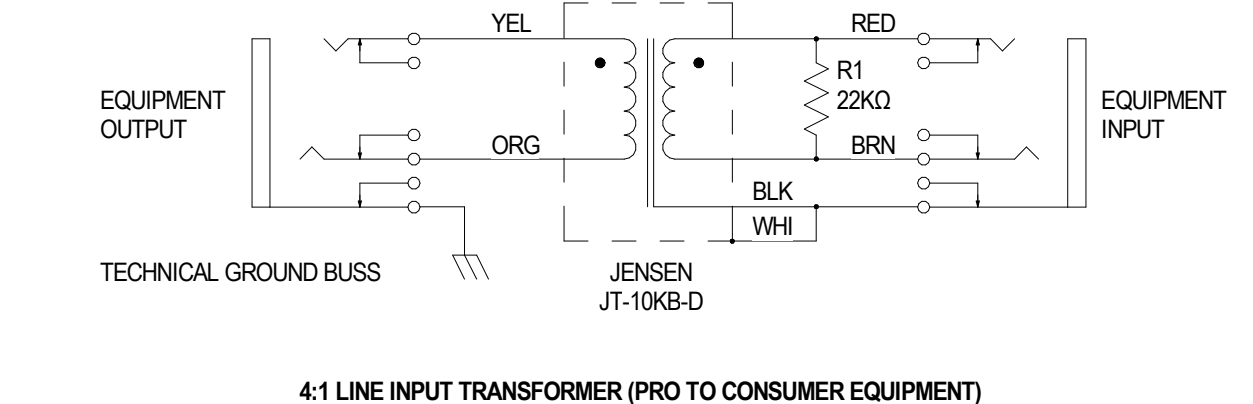 YEL
RED
R1
22KΩ
EQUIPMENT
OUTPUT
EQUIPMENT
INPUT
ORG
BRN
BLK
WHI
TECHNICAL GROUND BUSS
JENSEN
JT-10KB-D
4:1 LINE INPUT TRANSFORMER (PRO TO CONSUMER EQUIPMENT)